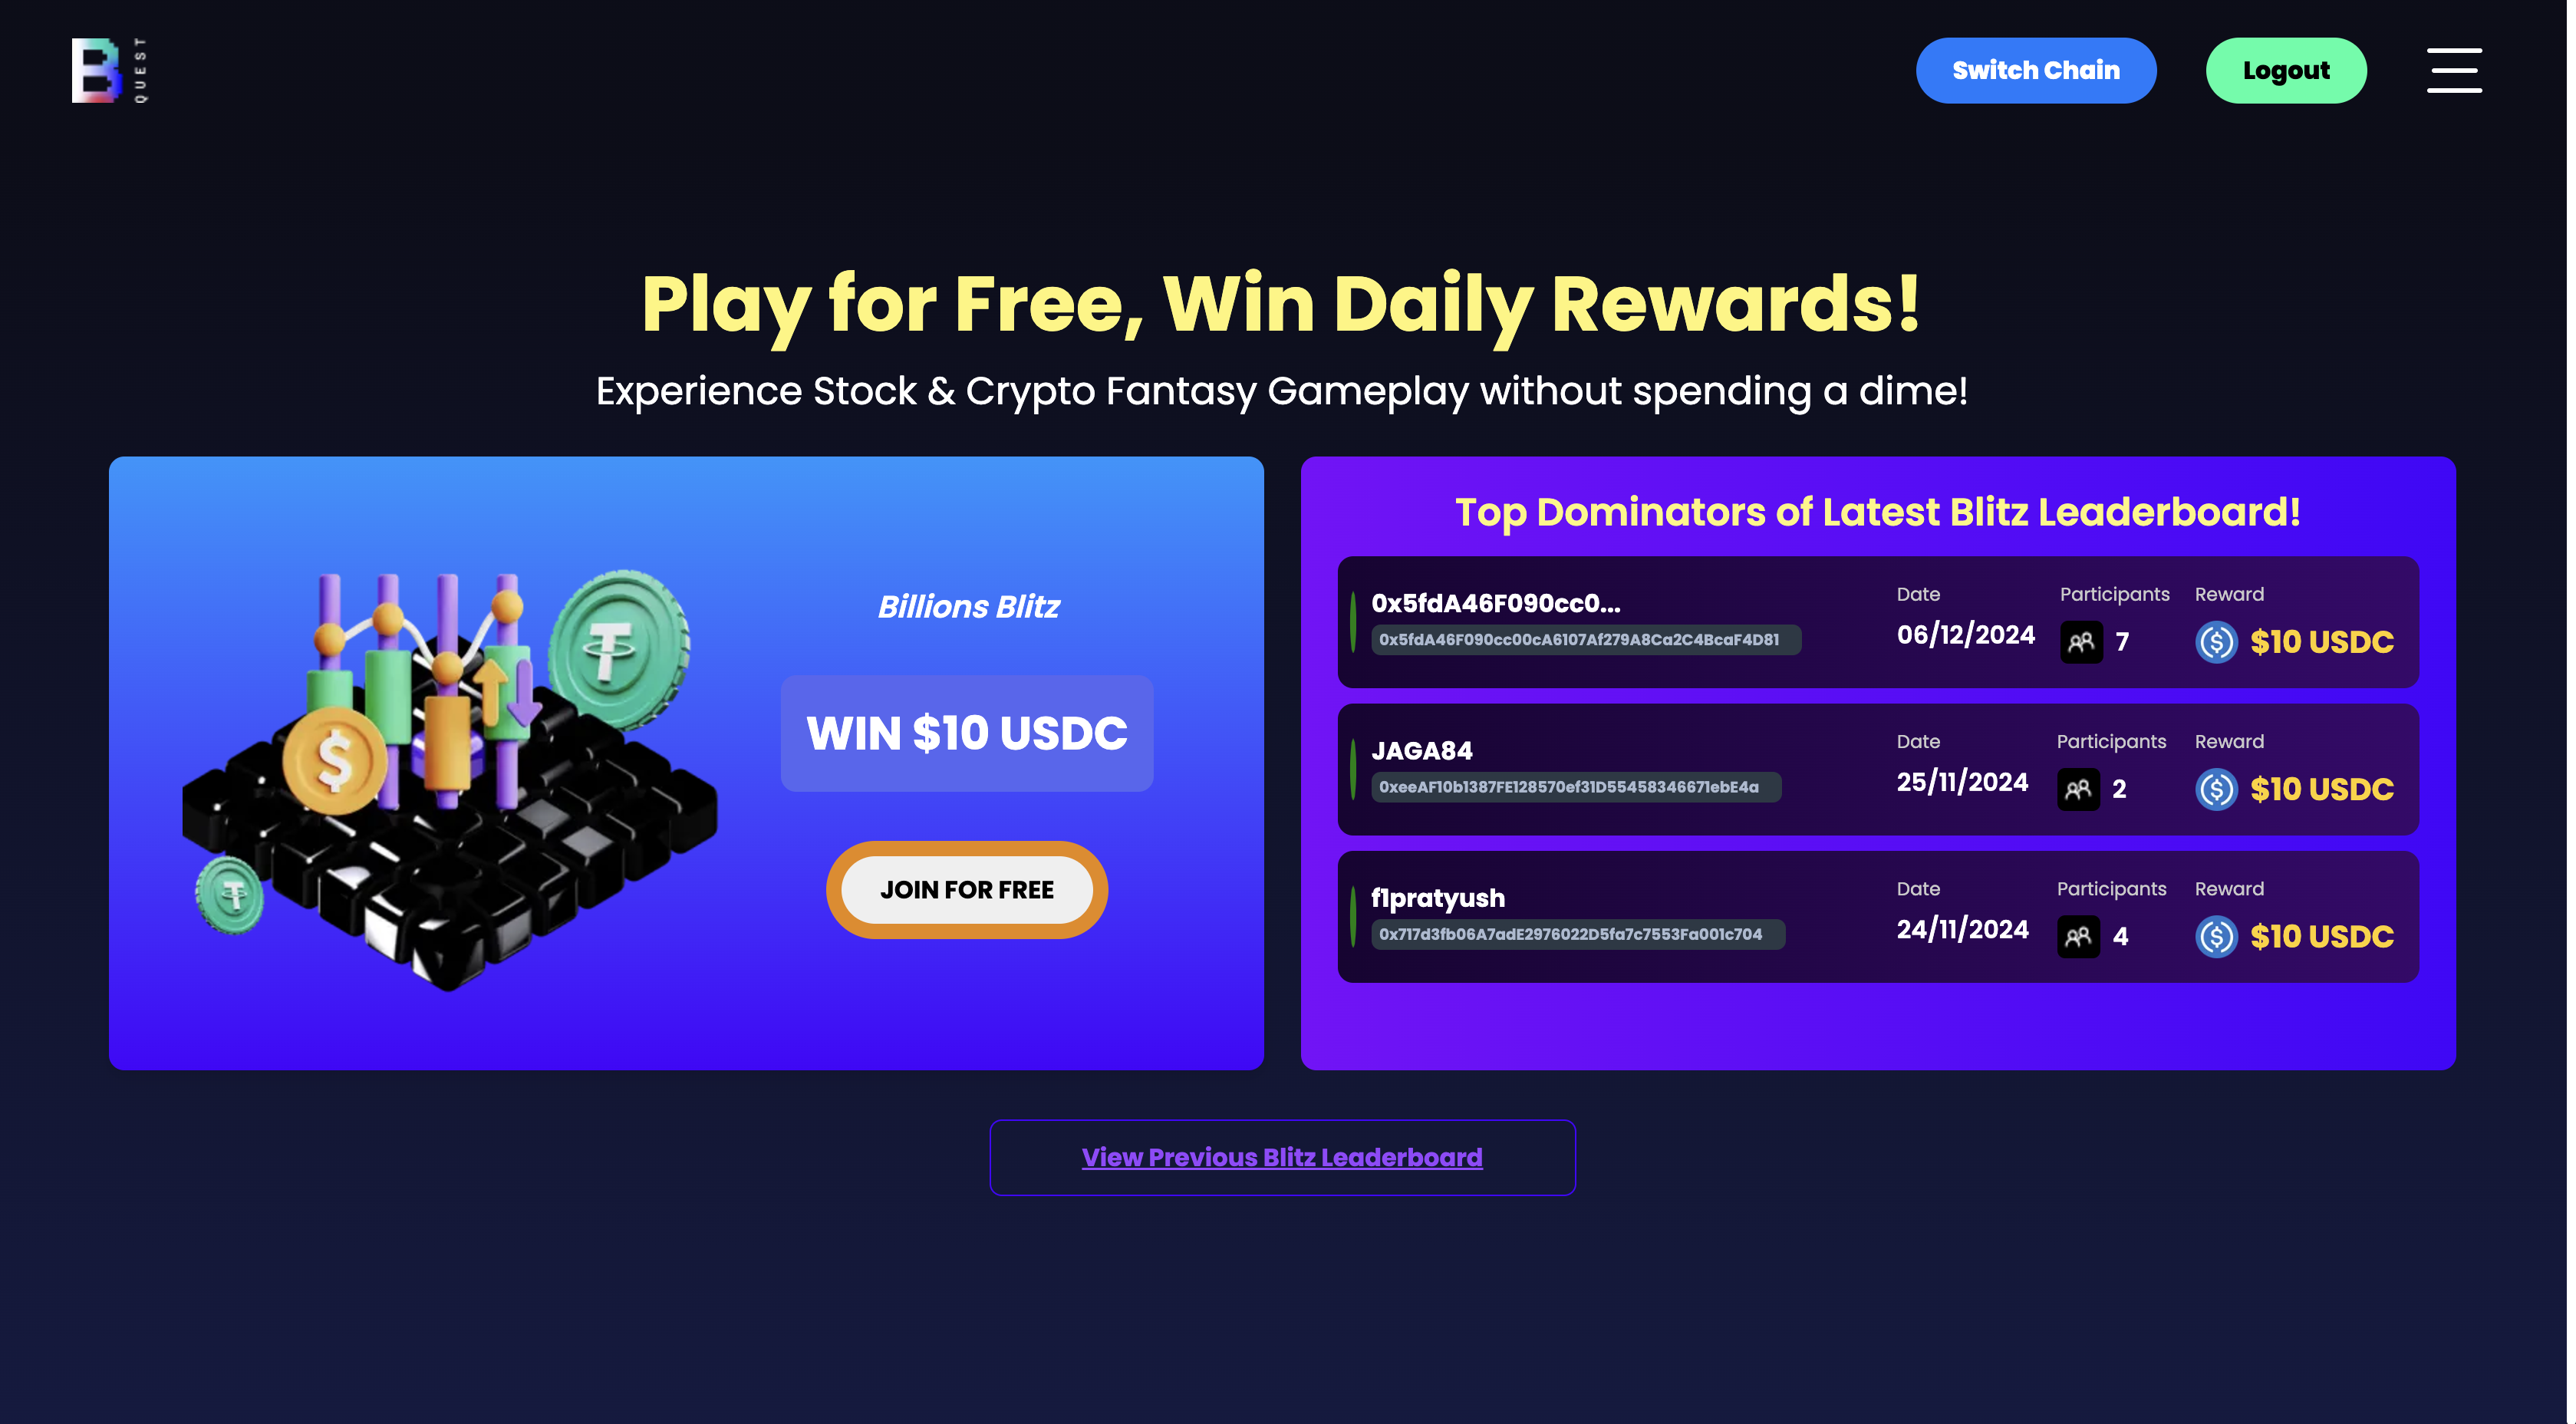 B QUEST
Switch Chain
Logout
Play for Free, Win Daily Rewards!
Experience Stock & Crypto Fantasy Gameplay without spending a dime!
Billions Blitz
WIN $10 USDC
JOIN FOR FREE
Top Dominators of Latest Blitz Leaderboard!
0x5fdA46F090cc0...
0x5fdA46F090cc00cA6107Af279A8Ca2C4BcaF4D81
Date
06/12/2024
Participants
7
Reward
$10 USDC
JAGA84
0xeeAF10b1387FE128570ef31D55458346671ebE4a
Date
25/11/2024
Participants
2
Reward
$10 USDC
f1pratyush
0x717d3fb06A7adE2976022D5fa7c7553Fa001c704
Date
24/11/2024
Participants
4
Reward
$10 USDC
View Previous Blitz Leaderboard